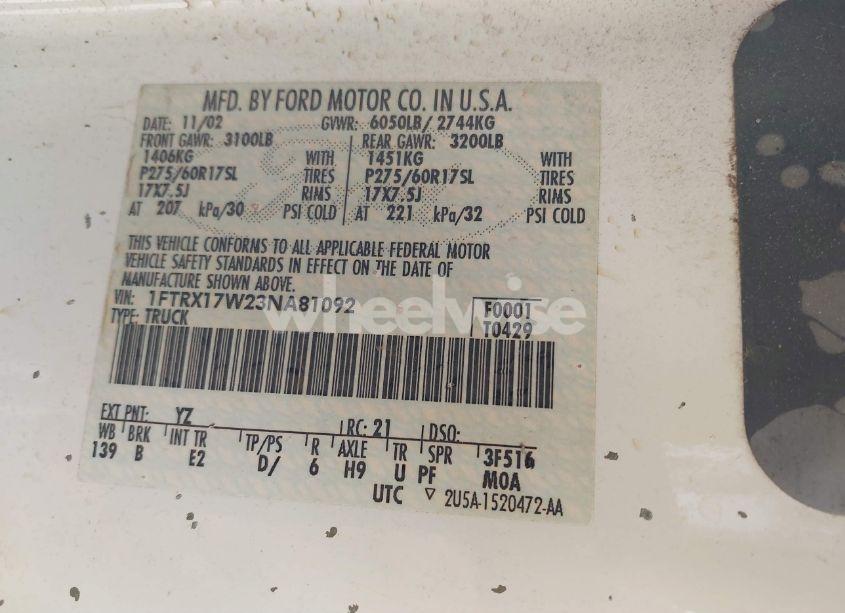 MFD. BY FORD MOTOR CO. IN U.S.A.
DATE: 11/02 GVWR: 6050LB/ 2744KG
FRONT GAWR: 3100LB REAR GAWR: 3200LB
1406KG WITH 1451KG WITH
P275/60R17SL TIRES P275/60R17SL TIRES
17X7.5J RIMS 17X7.5J RIMS
AT 207 kPa/30 PSI COLD AT 221 kPa/32 PSI COLD
THIS VEHICLE CONFORMS TO ALL APPLICABLE FEDERAL MOTOR
VEHICLE SAFETY STANDARDS IN EFFECT ON THE DATE OF
MANUFACTURE SHOWN ABOVE.
VIN: 1FTRX17W23NA81092 F0001
TYPE: TRUCK T0429
wheelwise
EXT PNT: YZ RC: 21 DSO:
WB BRK INT TR TP/PS R AXLE TR SPR 3F516
139 B E2 D/ 6 H9 U PF M0A
UTC ▽ 2U5A-1520472-AA